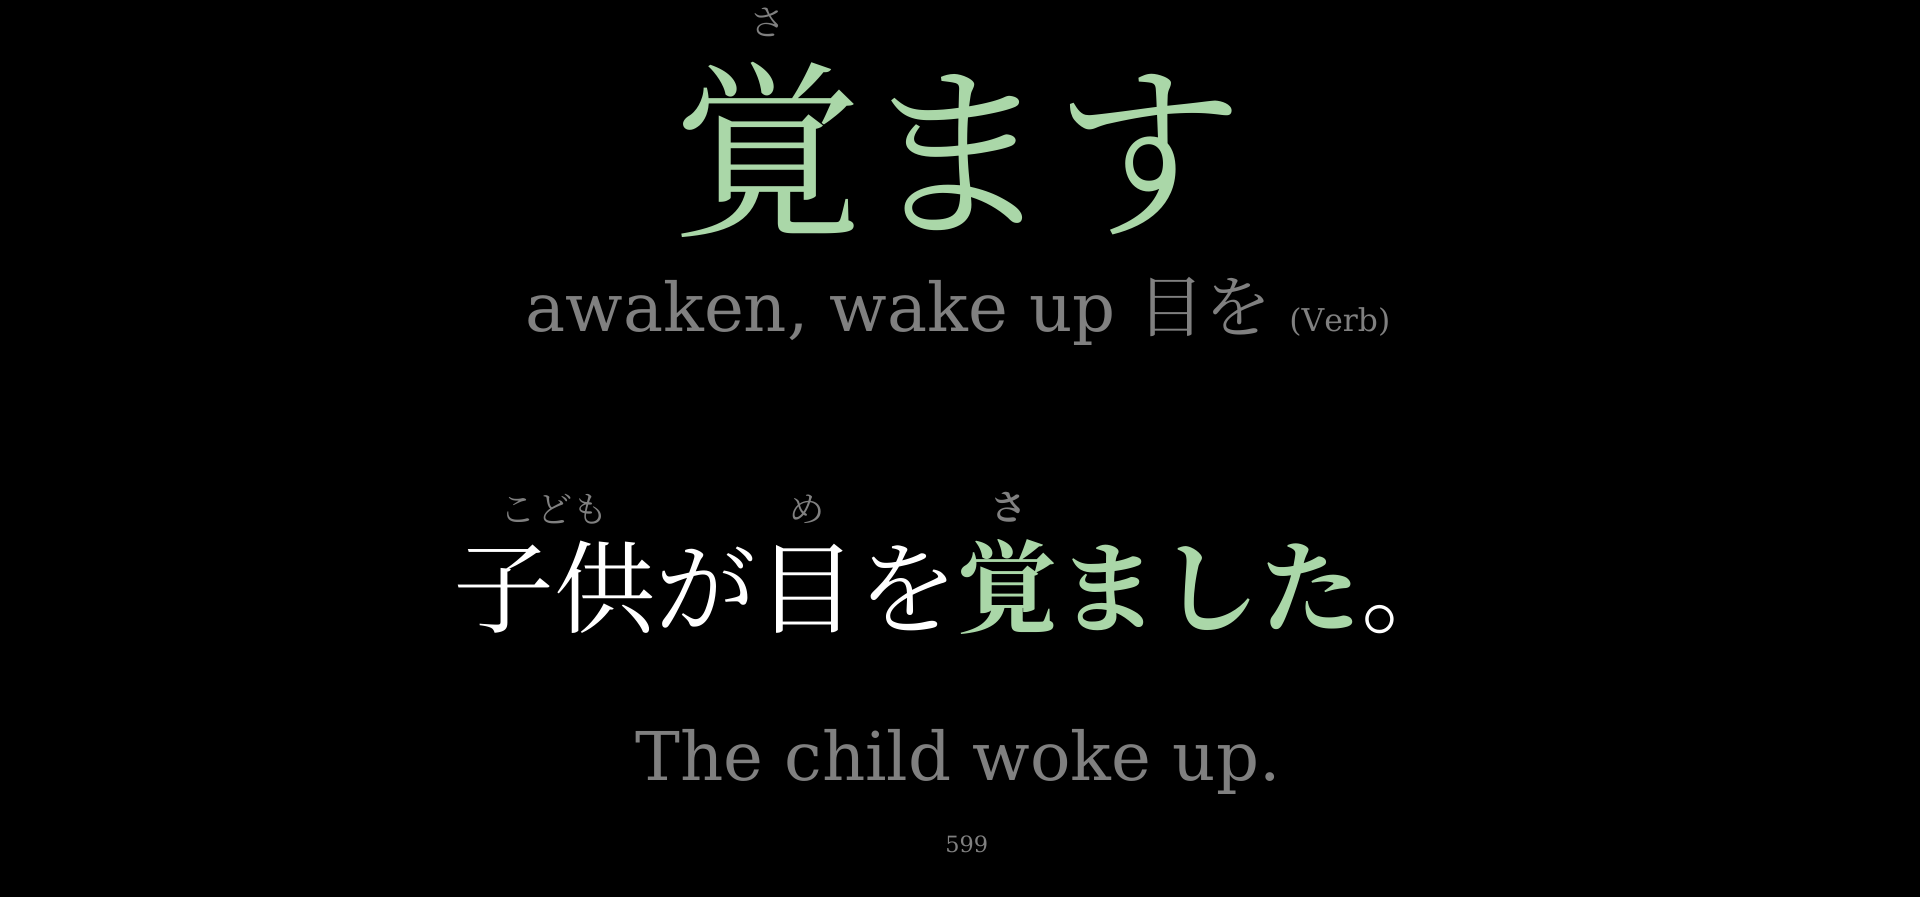 さ
覚ます
awaken, wake up 目を (Verb)
こども め さ
子供が目を覚ました。
The child woke up.
599